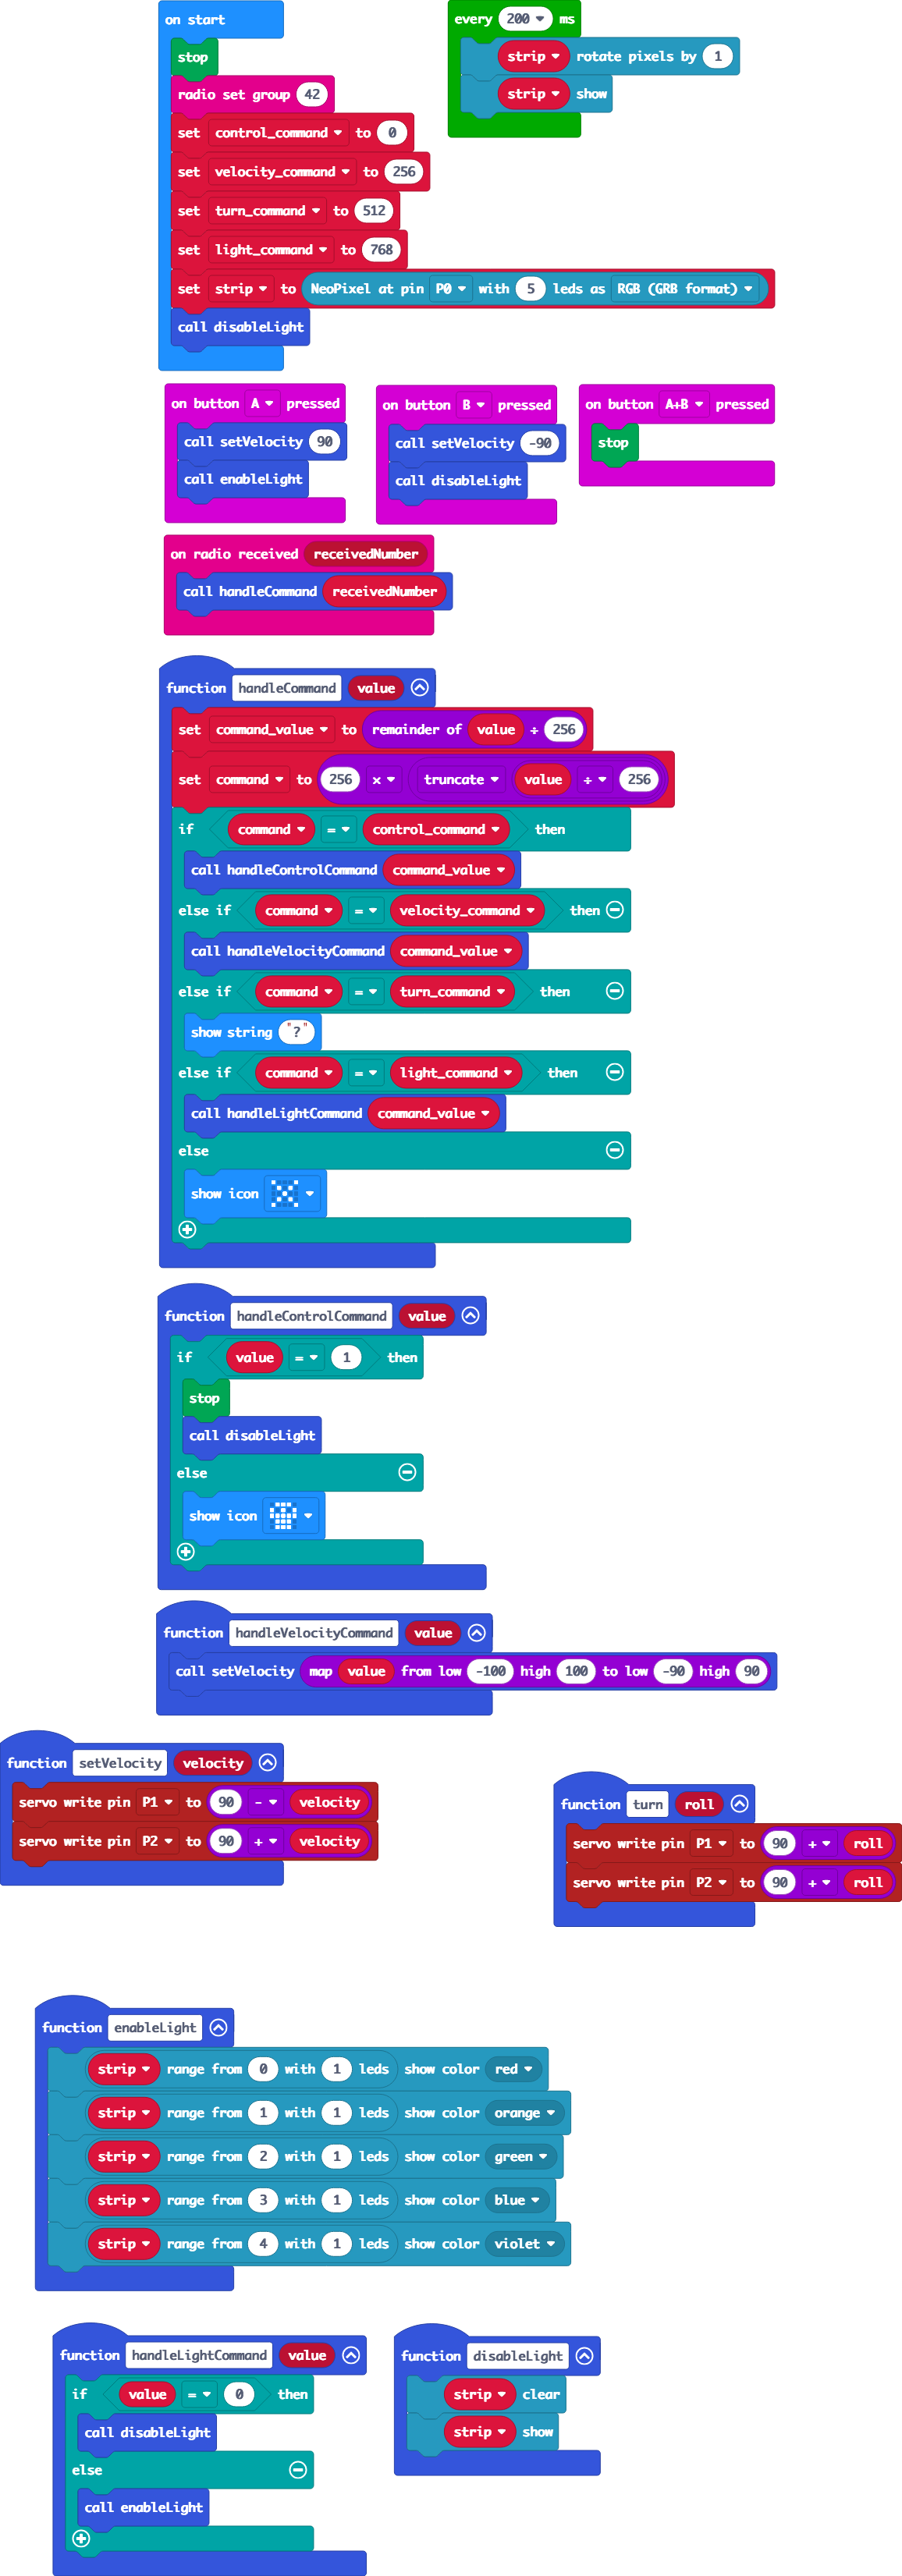 on start
stop
radio set group 42
set control_command to 0
set velocity_command to 256
set turn_command to 512
set light_command to 768
set strip to NeoPixel at pin P0 with 5 leds as RGB (GRB format)
call disableLight
every 200 ms
strip rotate pixels by 1
strip show
on button A pressed
call setVelocity 90
call enableLight
on button B pressed
call setVelocity -90
call disableLight
on button A+B pressed
stop
on radio received receivedNumber
call handleCommand receivedNumber
function handleCommand value
set command_value to remainder of value ÷ 256
set command to 256 × truncate value ÷ 256
if command = control_command then
call handleControlCommand command_value
else if command = velocity_command then
call handleVelocityCommand command_value
else if command = turn_command then
show string "?"
else if command = light_command then
call handleLightCommand command_value
else
show icon
function handleControlCommand value
if value = 1 then
stop
call disableLight
else
show icon
function handleVelocityCommand value
call setVelocity map value from low -100 high 100 to low -90 high 90
function setVelocity velocity
servo write pin P1 to 90 - velocity
servo write pin P2 to 90 + velocity
function turn roll
servo write pin P1 to 90 + roll
servo write pin P2 to 90 + roll
function enableLight
strip range from 0 with 1 leds show color red
strip range from 1 with 1 leds show color orange
strip range from 2 with 1 leds show color green
strip range from 3 with 1 leds show color blue
strip range from 4 with 1 leds show color violet
function handleLightCommand value
if value = 0 then
call disableLight
else
call enableLight
function disableLight
strip clear
strip show